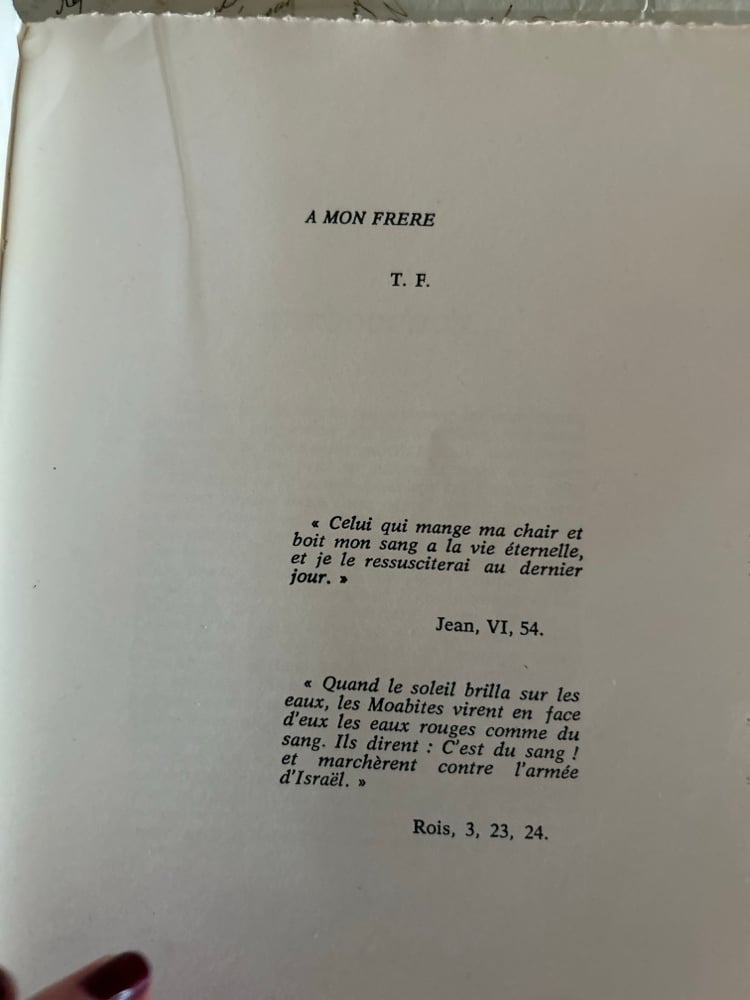 A MON FRERE
T. F.
« Celui qui mange ma chair et
boit mon sang a la vie éternelle,
et je le ressusciterai au dernier
jour. »
Jean, VI, 54.
« Quand le soleil brilla sur les
eaux, les Moabites virent en face
d'eux les eaux rouges comme du
sang. Ils dirent : C'est du sang !
et marchèrent contre l'armée
d'Israël. »
Rois, 3, 23, 24.